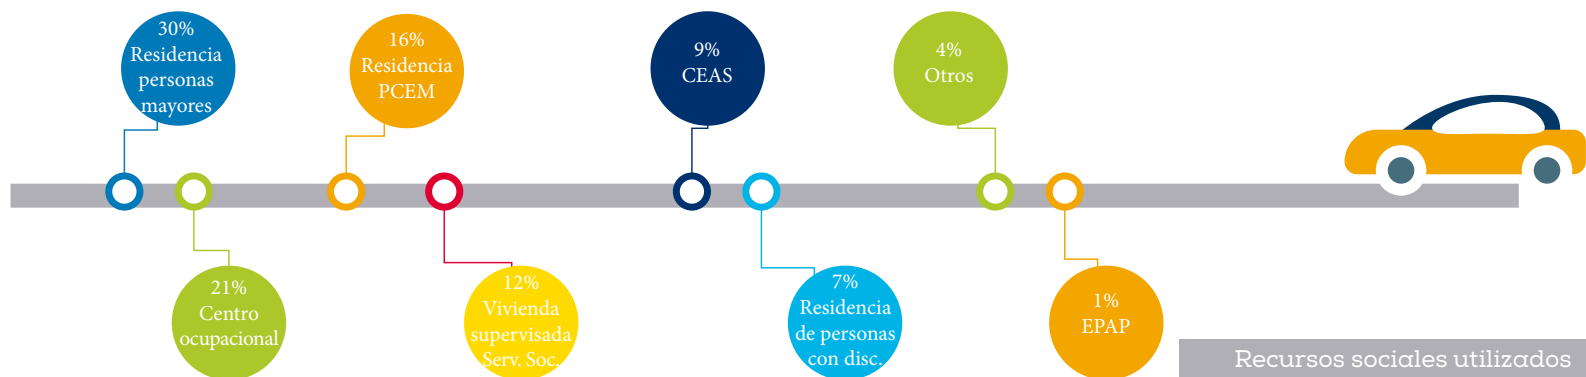 30%
Residencia
personas
mayores
16%
Residencia
PCEM
9%
CEAS
4%
Otros
21%
Centro
ocupacional
12%
Vivienda
supervisada
Serv. Soc.
7%
Residencia
de personas
con disc.
1%
EPAP
Recursos sociales utilizados